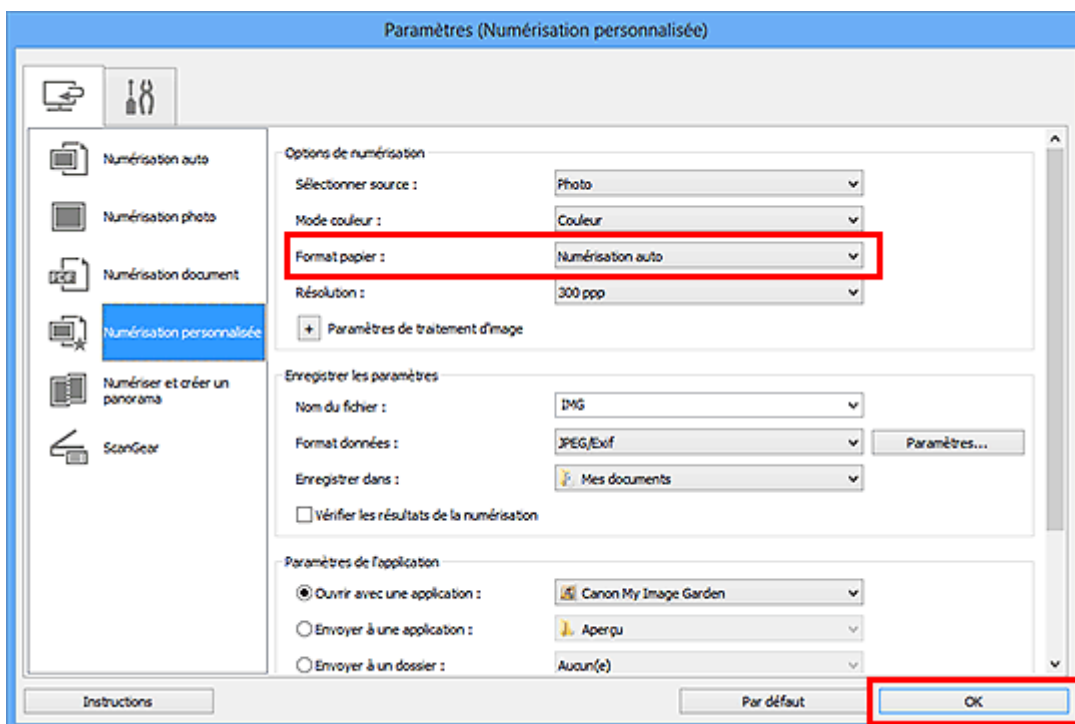 Paramètres (Numérisation personnalisée)
Numérisation auto
Numérisation photo
Numérisation document
Numérisation personnalisée
Numériser et créer un
panorama
ScanGear
Options de numérisation
Sélectionner source : Photo
Mode couleur : Couleur
Format papier : Numérisation auto
Résolution : 300 ppp
+ Paramètres de traitement d'image
Enregistrer les paramètres
Nom du fichier : IMG
Format données : JPEG/Exif Paramètres...
Enregistrer dans : Mes documents
Vérifier les résultats de la numérisation
Paramètres de l'application
Ouvrir avec une application : Canon My Image Garden
Envoyer à une application : Aperçu
Envoyer à un dossier : Aucun(e)
Instructions Par défaut OK